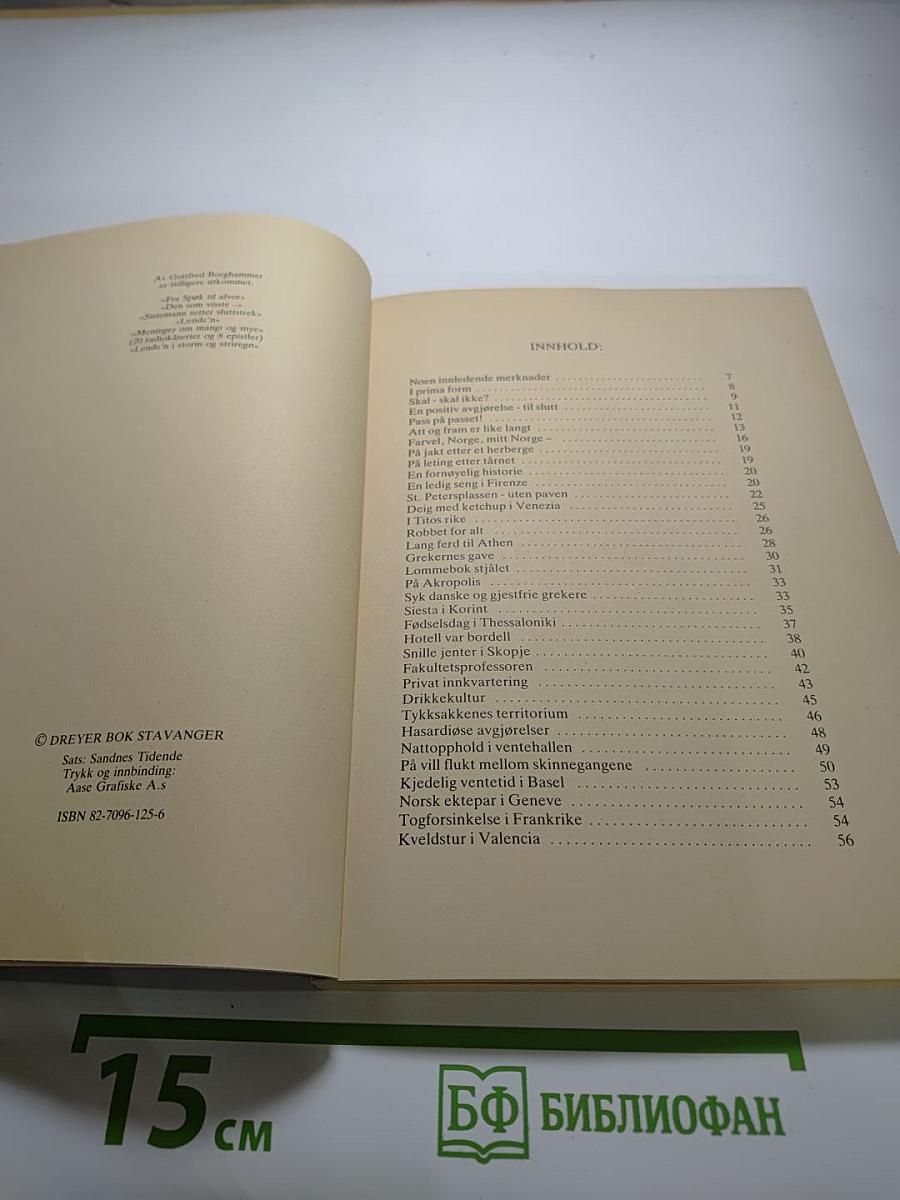 Av Gottfred Borghammer
er tidligere utkommet:
«Fra Spøk til alvor»
«Den som visste –»
«Sistemann setter sluttstrek»
«Lende'n»
«Meninger om mangt og mye»
(20 radiokåserier og 8 epistler)
«Lende'n i storm og striregn»
© DREYER BOK STAVANGER
Sats: Sandnes Tidende
Trykk og innbinding:
Aase Grafiske A.s
ISBN 82-7096-125-6
INNHOLD:
Noen innledende merknader 7
I prima form 8
Skal - skal ikke? 9
En positiv avgjørelse - til slutt 11
Pass på passet! 12
Att og fram er like langt 13
Farvel, Norge, mitt Norge – 16
På jakt etter et herberge 19
På leting etter tårnet 19
En fornøyelig historie 20
En ledig seng i Firenze 20
St. Petersplassen - uten paven 22
Deig med ketchup i Venezia 25
I Titos rike 26
Robbet for alt 26
Lang ferd til Athen 28
Grekernes gave 30
Lommebok stjålet 31
På Akropolis 33
Syk danske og gjestfrie grekere 33
Siesta i Korint 35
Fødselsdag i Thessaloniki 37
Hotell var bordell 38
Snille jenter i Skopje 40
Fakultetsprofessoren 42
Privat innkvartering 43
Drikkekultur 45
Tykksakkenes territorium 46
Hasardiøse avgjørelser 48
Nattopphold i ventehallen 49
På vill flukt mellom skinnegangene 50
Kjedelig ventetid i Basel 53
Norsk ektepar i Geneve 54
Togforsinkelse i Frankrike 54
Kveldstur i Valencia 56
15 см
БФ БИБЛИОФАН